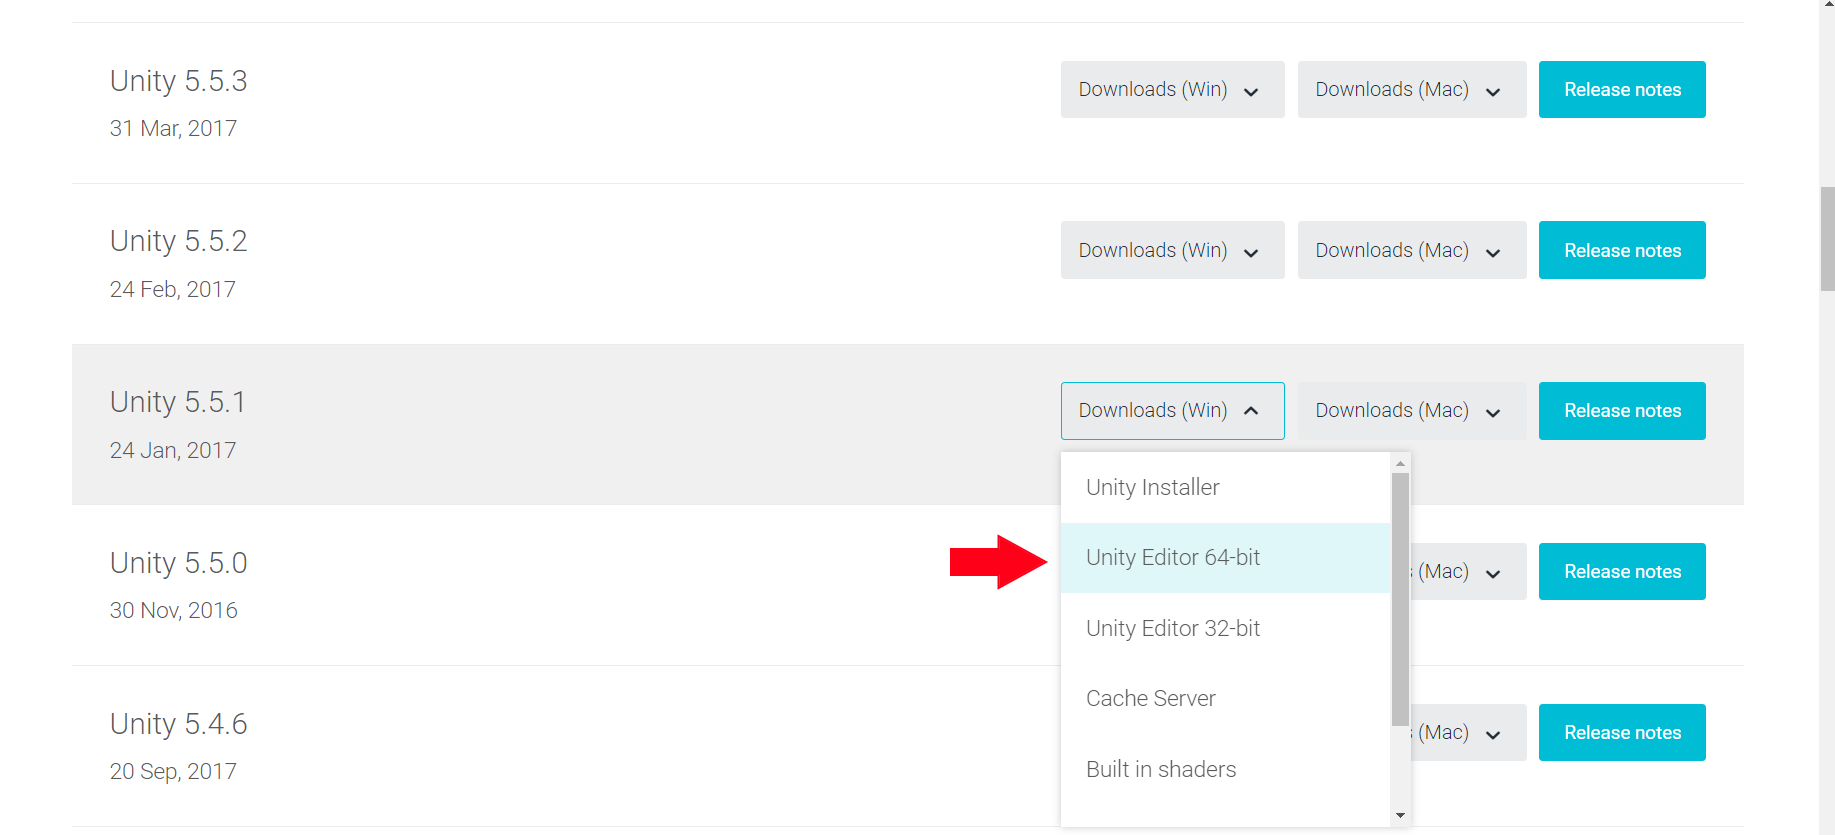 Unity 5.5.3
31 Mar, 2017
Downloads (Win)
Downloads (Mac)
Release notes
Unity 5.5.2
24 Feb, 2017
Downloads (Win)
Downloads (Mac)
Release notes
Unity 5.5.1
24 Jan, 2017
Downloads (Win)
Downloads (Mac)
Release notes
Unity Installer
Unity Editor 64-bit
Unity Editor 32-bit
Cache Server
Built in shaders
Unity 5.5.0
30 Nov, 2016
(Mac)
Release notes
Unity 5.4.6
20 Sep, 2017
(Mac)
Release notes